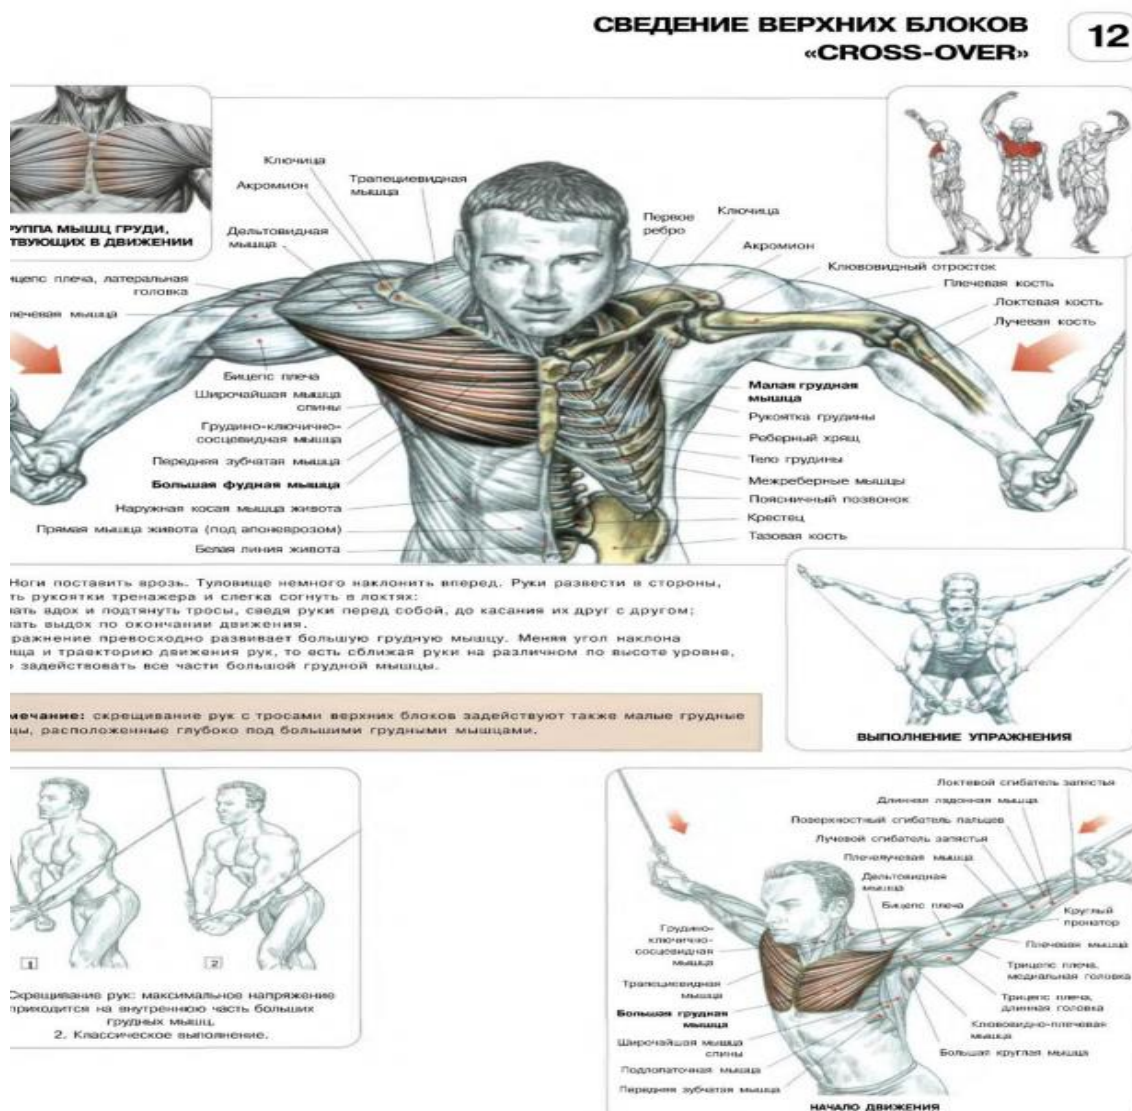 СВЕДЕНИЕ ВЕРХНИХ БЛОКОВ
«CROSS-OVER»
12
РУППА МЫШЦ ГРУДИ,
ТВУЮЩИХ В ДВИЖЕНИИ
Ключица
Акромион
Трапециевидная
мышца
Дельтовидная
мышца
ицепс плеча, латеральная
головка
лечевая мышца
Бицепс плеча
Широчайшая мышца
спины
Грудино-ключично-
сосцевидная мышца
Передняя зубчатая мышца
Большая фудная мышца
Наружная косая мышца живота
Прямая мышца живота (под апоневрозом)
Белая линия живота
Первое
ребро
Ключица
Акромион
Клювовидный отросток
Плечевая кость
Локтевая кость
Лучевая кость
Малая грудная
мышца
Рукоятка грудины
Реберный хрящ
Тело грудины
Межреберные мышцы
Поясничный позвонок
Крестец
Тазовая кость
Ноги поставить врозь. Туловище немного наклонить вперед. Руки развести в стороны,
ть рукоятки тренажера и слегка согнуть в локтях:
ать вдох и подтянуть тросы, сведя руки перед собой, до касания их друг с другом;
ать выдох по окончании движения.
ражнение превосходно развивает большую грудную мышцу. Меняя угол наклона
ища и траекторию движения рук, то есть сближая руки на различном по высоте уровне,
о задействовать все части большой грудной мышцы.
мечание: скрещивание рук с тросами верхних блоков задействуют также малые грудные
цы, расположенные глубоко под большими грудными мышцами.
ВЫПОЛНЕНИЕ УПРАЖНЕНИЯ
1
2
Скрещивание рук: максимальное напряжение
приходится на внутреннюю часть больших
грудных мышц.
2. Классическое выполнение.
Локтевой сгибатель запястья
Длинная ладонная мышца
Поверхностный сгибатель пальцев
Лучевой сгибатель запястья
Плечелучевая мышца
Дельтовидная
мышца
Бицепс плеча
Круглый
пронатор
Плечевая мышца
Трицепс плеча,
медиальная головка
Трицепс плеча,
длинная головка
Клювовидно-плечевая
мышца
Большая круглая мышца
Грудино-
ключично-
сосцевидная
мышца
Трапециевидная
мышца
Большая грудная
мышца
Широчайшая мышца
спины
Подлопаточная мышца
Передняя зубчатая мышца
НАЧАЛО ДВИЖЕНИЯ